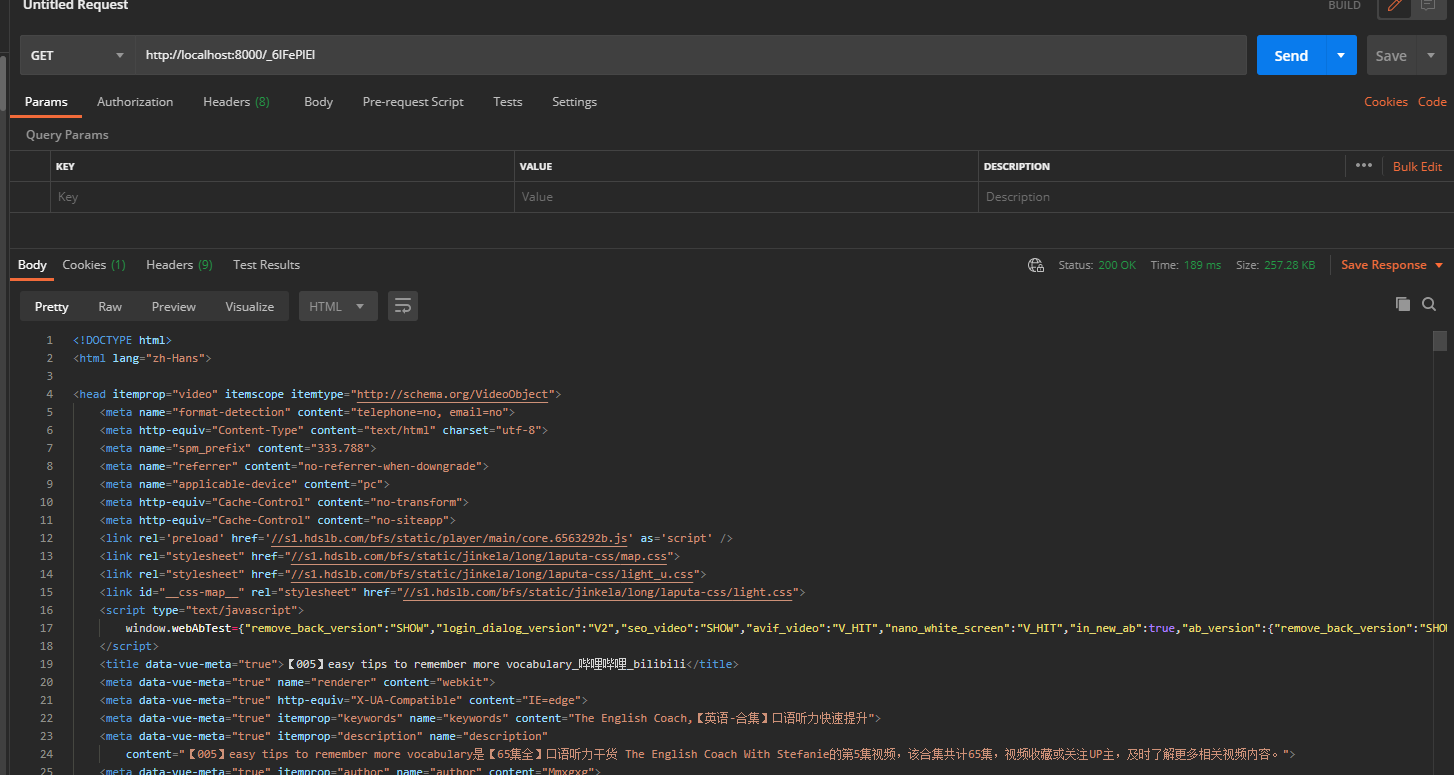 Untitled Request
BUILD
GET
http://localhost:8000/_6IFePIEI
Send
Save
Params
Authorization
Headers (8)
Body
Pre-request Script
Tests
Settings
Cookies
Code
Query Params
KEY
VALUE
DESCRIPTION
Bulk Edit
Key
Value
Description
Body
Cookies (1)
Headers (9)
Test Results
Status: 200 OK
Time: 189 ms
Size: 257.28 KB
Save Response
Pretty
Raw
Preview
Visualize
HTML
1 <!DOCTYPE html>
2 <html lang="zh-Hans">
3
4 <head itemprop="video" itemscope itemtype="http://schema.org/VideoObject">
5 <meta name="format-detection" content="telephone=no, email=no">
6 <meta http-equiv="Content-Type" content="text/html" charset="utf-8">
7 <meta name="spm_prefix" content="333.788">
8 <meta name="referrer" content="no-referrer-when-downgrade">
9 <meta name="applicable-device" content="pc">
10 <meta http-equiv="Cache-Control" content="no-transform">
11 <meta http-equiv="Cache-Control" content="no-siteapp">
12 <link rel='preload' href='//s1.hdslb.com/bfs/static/player/main/core.6563292b.js' as='script' />
13 <link rel="stylesheet" href="//s1.hdslb.com/bfs/static/jinkela/long/laputa-css/map.css">
14 <link rel="stylesheet" href="//s1.hdslb.com/bfs/static/jinkela/long/laputa-css/light_u.css">
15 <link id="__css-map__" rel="stylesheet" href="//s1.hdslb.com/bfs/static/jinkela/long/laputa-css/light.css">
16 <script type="text/javascript">
17 window.webAbTest={"remove_back_version":"SHOW","login_dialog_version":"V2","seo_video":"SHOW","avif_video":"V_HIT","nano_white_screen":"V_HIT","in_new_ab":true,"ab_version":{"remove_back_version":"SHO
18 </script>
19 <title data-vue-meta="true">【005】easy tips to remember more vocabulary_哔哩哔哩_bilibili</title>
20 <meta data-vue-meta="true" name="renderer" content="webkit">
21 <meta data-vue-meta="true" http-equiv="X-UA-Compatible" content="IE=edge">
22 <meta data-vue-meta="true" itemprop="keywords" name="keywords" content="The English Coach,【英语-合集】口语听力快速提升">
23 <meta data-vue-meta="true" itemprop="description" name="description"
24 content="【005】easy tips to remember more vocabulary是【65集全】口语听力干货 The English Coach With Stefanie的第5集视频，该合集共计65集，视频收藏或关注UP主，及时了解更多相关视频内容。">
25 <meta data-vue-meta="true" itemprop="author" name="author" content="Mmxgxg">